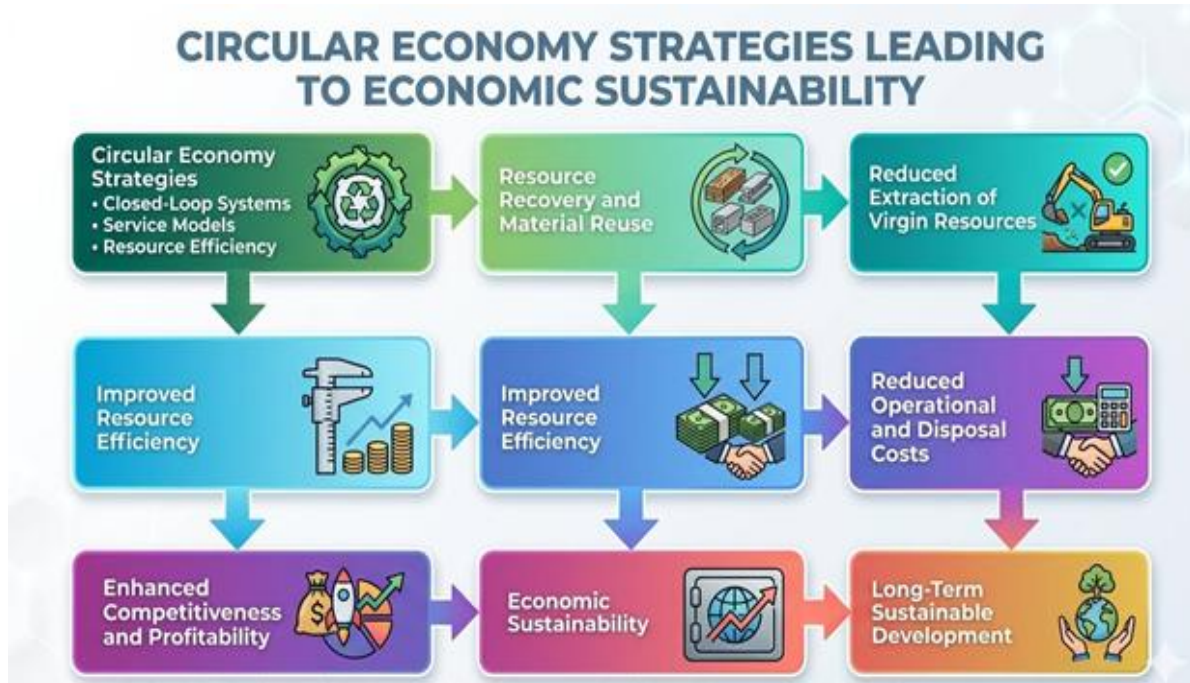 CIRCULAR ECONOMY STRATEGIES LEADING
TO ECONOMIC SUSTAINABILITY
Circular Economy
Strategies
• Closed-Loop Systems
• Service Models
• Resource Efficiency
Resource
Recovery and
Material Reuse
Reduced
Extraction of
Virgin Resources
Improved
Resource
Efficiency
Improved
Resource
Efficiency
Reduced
Operational
and Disposal
Costs
Enhanced
Competitiveness
and Profitability
$
Economic
Sustainability
Long-Term
Sustainable
Development